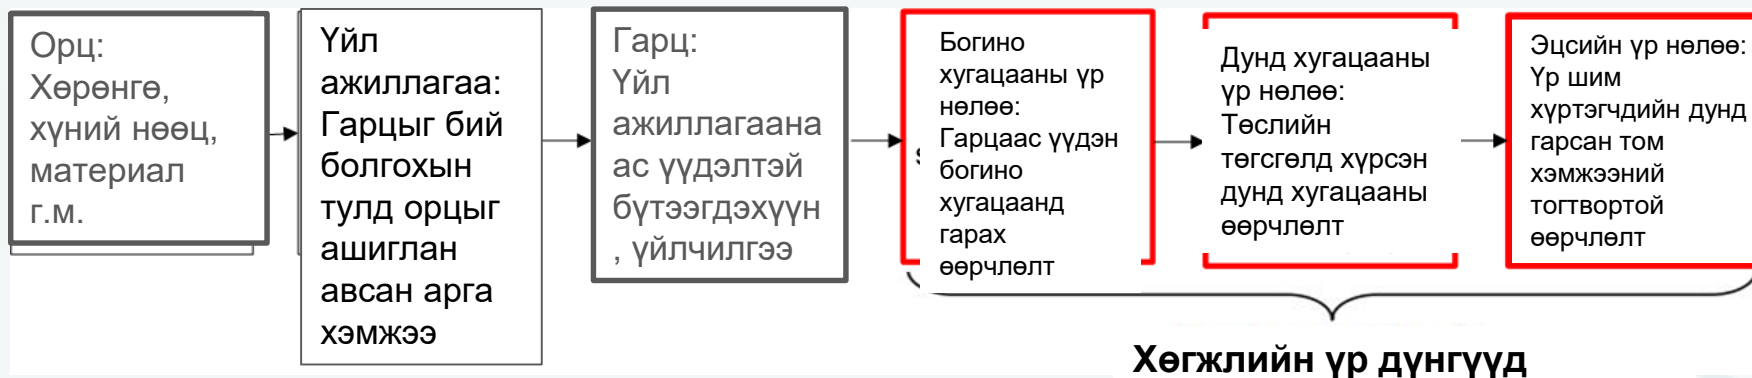 Орц:
Хөрөнгө,
хүний нөөц,
материал
г.м.
Үйл
ажиллагаа:
Гарцыг бий
болгохын
тулд орцыг
ашиглан
авсан арга
хэмжээ
Гарц:
Үйл
ажиллагаана
ас үүдэлтэй
бүтээгдэхүүн
, үйлчилгээ
Богино
хугацааны үр
нөлөө:
Гарцаас үүдэн
богино
хугацаанд
гарах
өөрчлөлт
Дунд хугацааны
үр нөлөө:
Төслийн
төгсгөлд хүрсэн
дунд хугацааны
өөрчлөлт
Эцсийн үр нөлөө:
Үр шим
хүртэгчдийн дунд
гарсан том
хэмжээний
тогтвортой
өөрчлөлт
Хөгжлийн үр дүнгүүд